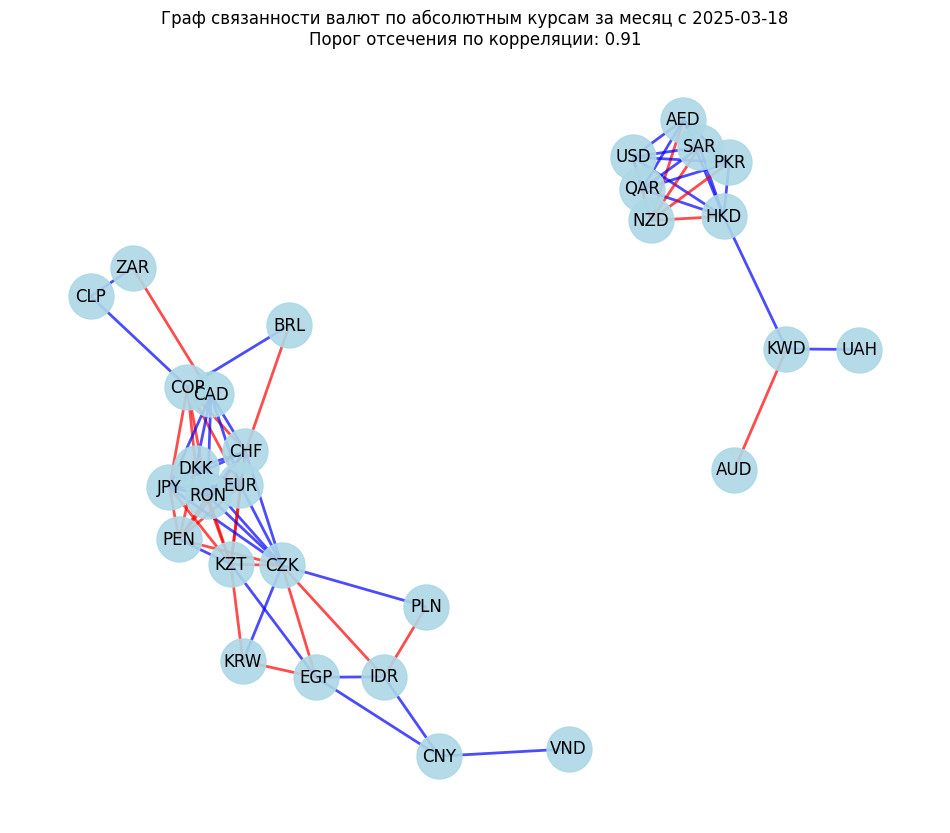 Граф связанности валют по абсолютным курсам за месяц с 2025-03-18
Порог отсечения по корреляции: 0.91
AED
SAR
USD
PKR
QAR
NZD
HKD
ZAR
CLP
BRL
KWD
UAH
COP
CAD
CHF
AUD
DKK
JPY
EUR
RON
PEN
KZT
CZK
PLN
KRW
EGP
IDR
CNY
VND